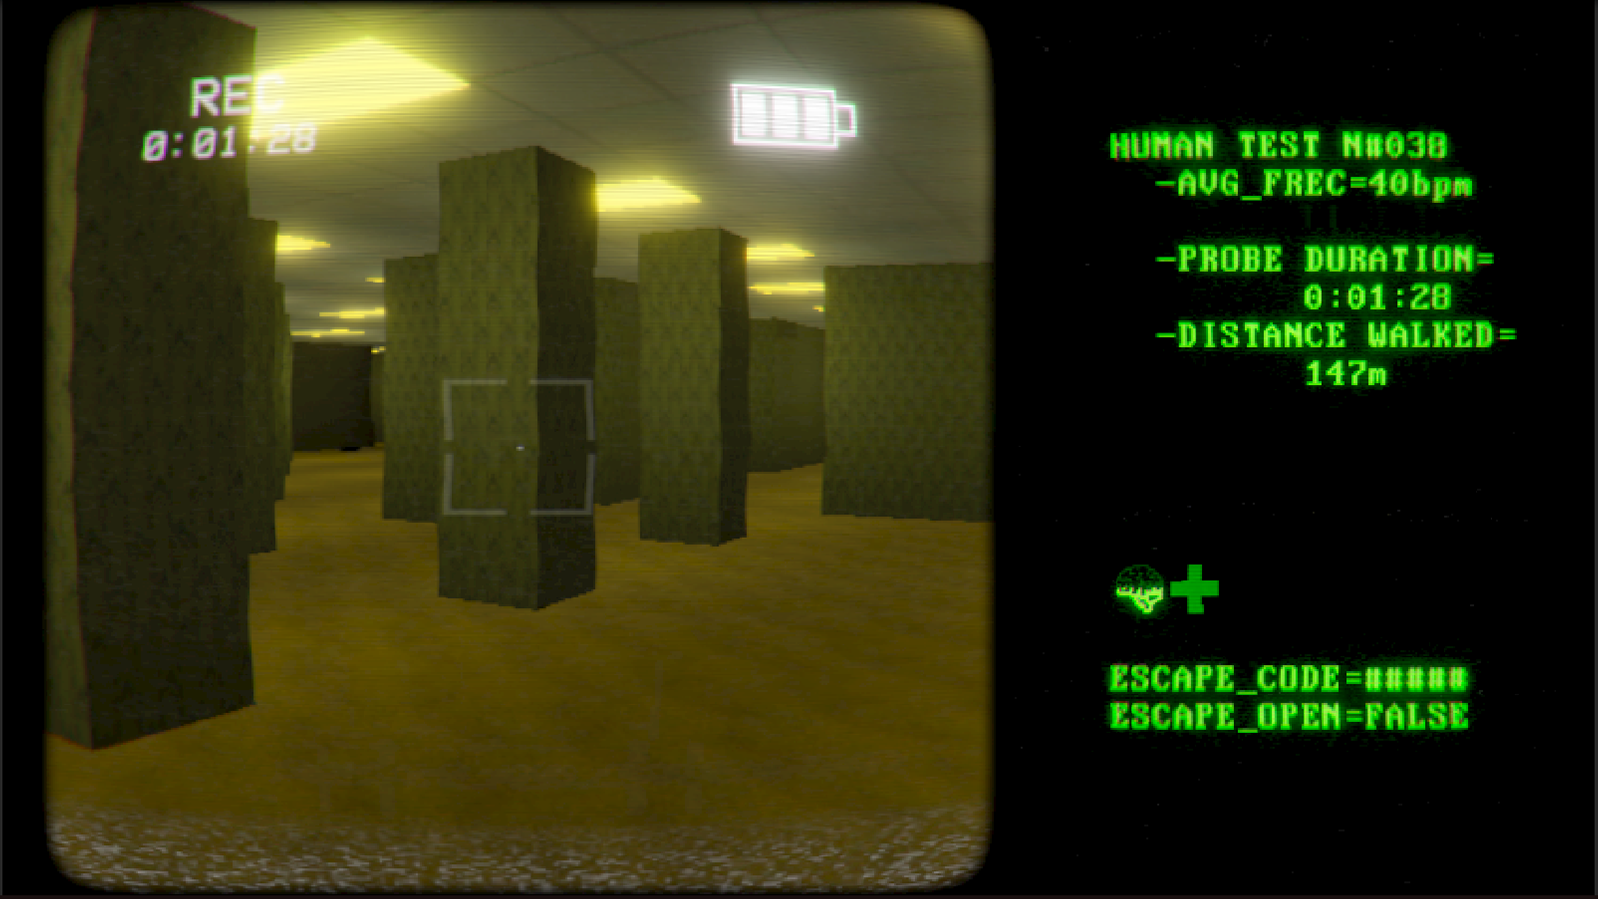 REC
0:01:28
HUMAN TEST N#038
-AVG_FREC=40bpm
-PROBE DURATION=
0:01:28
-DISTANCE WALKED=
147m
ESCAPE_CODE=#####
ESCAPE_OPEN=FALSE